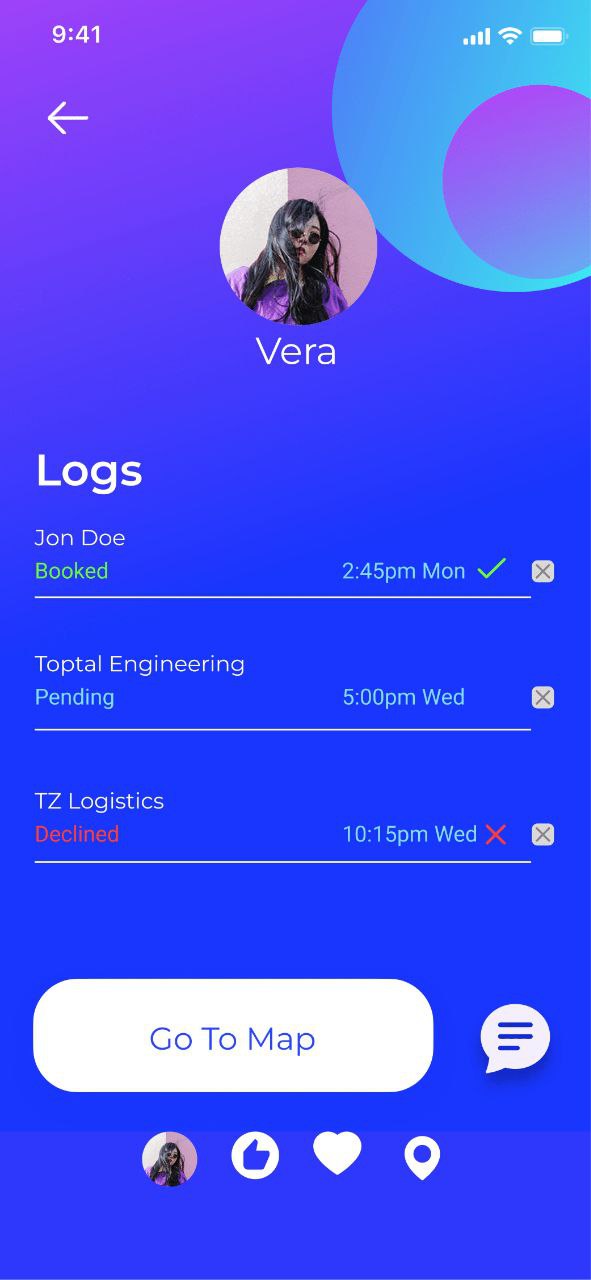 9:41
Vera
Logs
Jon Doe
Booked 2:45pm Mon
Toptal Engineering
Pending 5:00pm Wed
TZ Logistics
Declined 10:15pm Wed
Go To Map